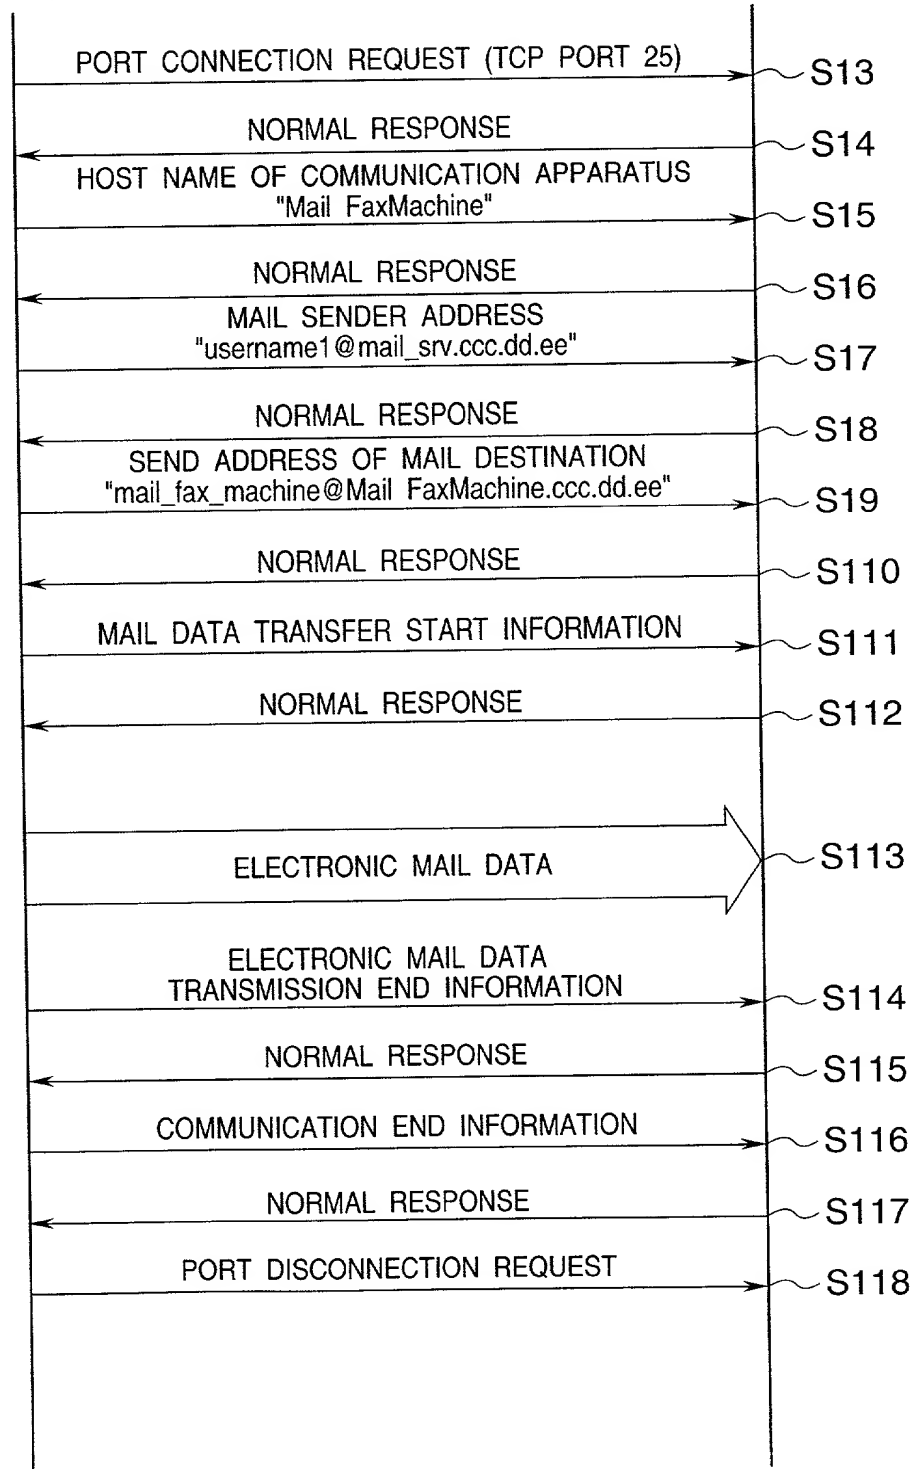 PORT CONNECTION REQUEST (TCP PORT 25)
S13
NORMAL RESPONSE
S14
HOST NAME OF COMMUNICATION APPARATUS
"Mail FaxMachine"
S15
NORMAL RESPONSE
S16
MAIL SENDER ADDRESS
"username1@mail_srv.ccc.dd.ee"
S17
NORMAL RESPONSE
S18
SEND ADDRESS OF MAIL DESTINATION
"mail_fax_machine@Mail FaxMachine.ccc.dd.ee"
S19
NORMAL RESPONSE
S110
MAIL DATA TRANSFER START INFORMATION
S111
NORMAL RESPONSE
S112
ELECTRONIC MAIL DATA
S113
ELECTRONIC MAIL DATA
TRANSMISSION END INFORMATION
S114
NORMAL RESPONSE
S115
COMMUNICATION END INFORMATION
S116
NORMAL RESPONSE
S117
PORT DISCONNECTION REQUEST
S118